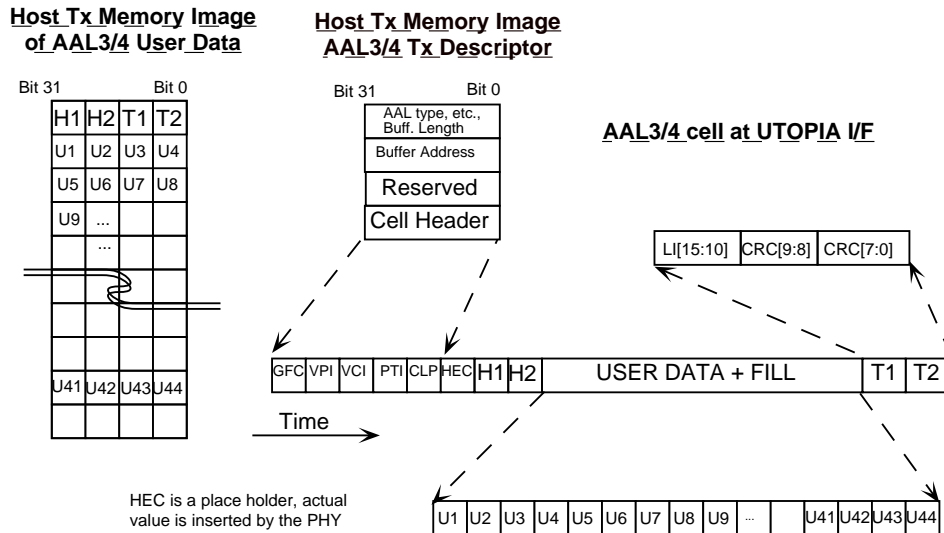 Host Tx Memory Image
of AAL3/4 User Data
Bit 31 Bit 0
H1 H2 T1 T2
U1 U2 U3 U4
U5 U6 U7 U8
U9 ...
...
U41 U42 U43 U44
Host Tx Memory Image
AAL3/4 Tx Descriptor
Bit 31 Bit 0
AAL type, etc.,
Buff. Length
Buffer Address
Reserved
Cell Header
AAL3/4 cell at UTOPIA I/F
LI[15:10] CRC[9:8] CRC[7:0]
GFC VPI VCI PTI CLP HEC H1 H2 USER DATA + FILL T1 T2
Time
HEC is a place holder, actual
value is inserted by the PHY
U1 U2 U3 U4 U5 U6 U7 U8 U9 ... U41 U42 U43 U44